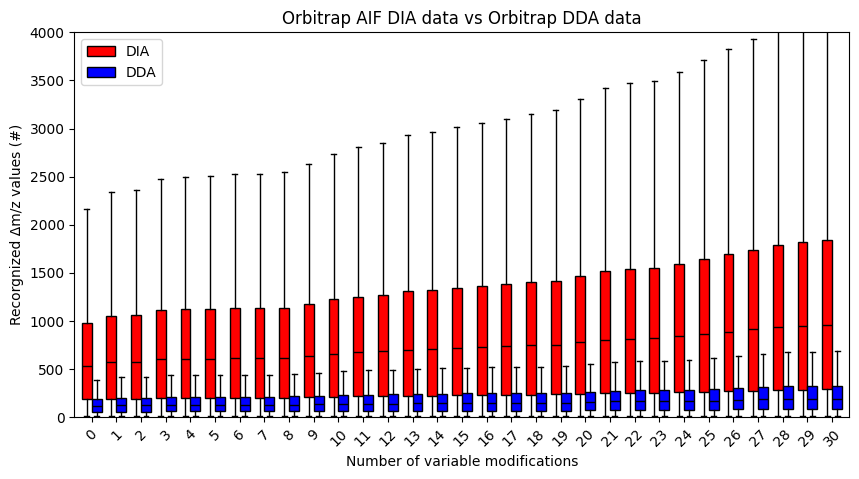 Orbitrap AIF DIA data vs Orbitrap DDA data
DIA
DDA
Recorgnized Δm/z values (#)
4000
3500
3000
2500
2000
1500
1000
500
0
0 1 2 3 4 5 6 7 8 9 10 11 12 13 14 15 16 17 18 19 20 21 22 23 24 25 26 27 28 29 30
Number of variable modifications